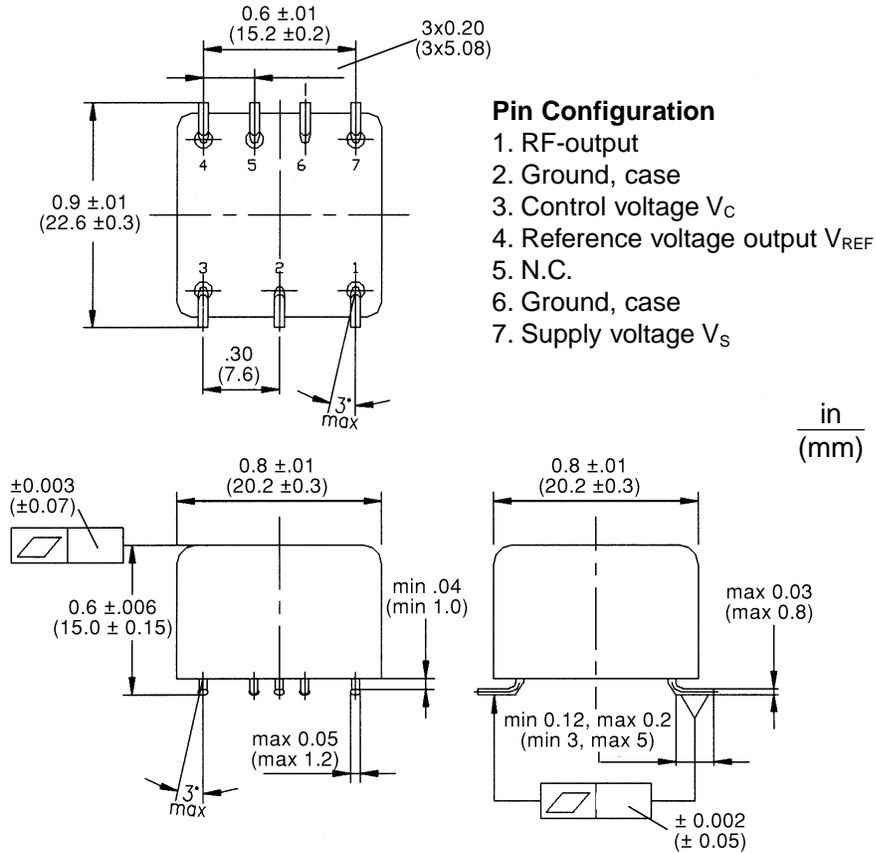 0.6 ±.01
(15.2 ±0.2)
3x0.20
(3x5.08)
4 5 6 7
0.9 ±.01
(22.6 ±0.3)
3 2 1
.30
(7.6)
3°
max
Pin Configuration
1. RF-output
2. Ground, case
3. Control voltage VC
4. Reference voltage output VREF
5. N.C.
6. Ground, case
7. Supply voltage VS
in
(mm)
±0.003
(±0.07)
0.8 ±.01
(20.2 ±0.3)
0.6 ±.006
(15.0 ± 0.15)
min .04
(min 1.0)
max 0.05
(max 1.2)
3°
max
0.8 ±.01
(20.2 ±0.3)
max 0.03
(max 0.8)
min 0.12, max 0.2
(min 3, max 5)
± 0.002
(± 0.05)